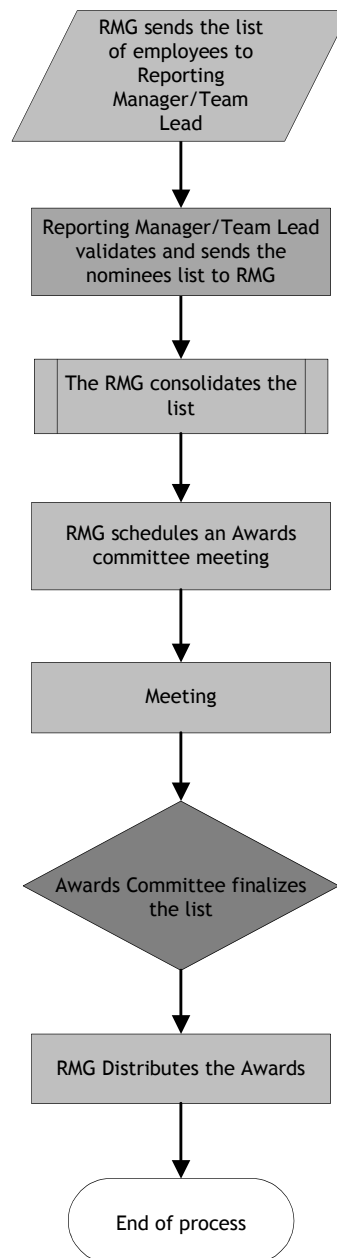 RMG sends the list
of employees to
Reporting
Manager/Team
Lead
Reporting Manager/Team Lead
validates and sends the
nominees list to RMG
The RMG consolidates the
list
RMG schedules an Awards
committee meeting
Meeting
Awards Committee finalizes
the list
RMG Distributes the Awards
End of process